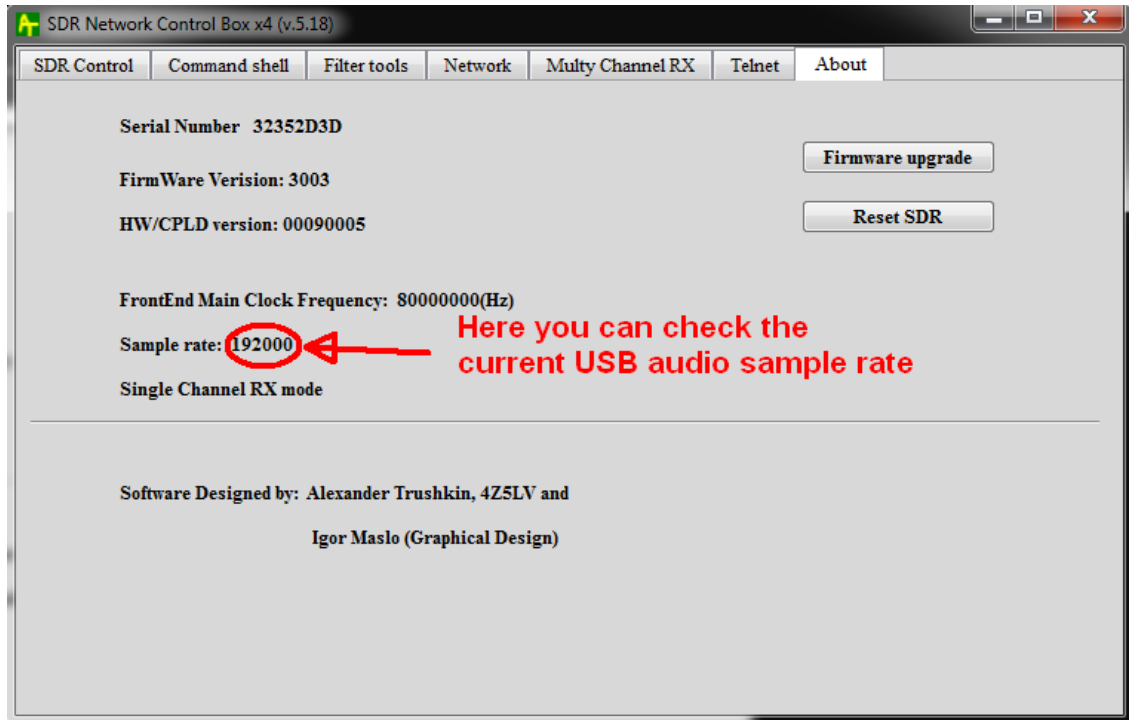 SDR Network Control Box x4 (v.5.18)
SDR Control Command shell Filter tools Network Multy Channel RX Telnet About
Serial Number 32352D3D
Firmware upgrade
FirmWare Verision: 3003
Reset SDR
HW/CPLD version: 00090005
FrontEnd Main Clock Frequency: 80000000(Hz)
Here you can check the
Sample rate: 192000
current USB audio sample rate
Single Channel RX mode
Software Designed by: Alexander Trushkin, 4Z5LV and
Igor Maslo (Graphical Design)